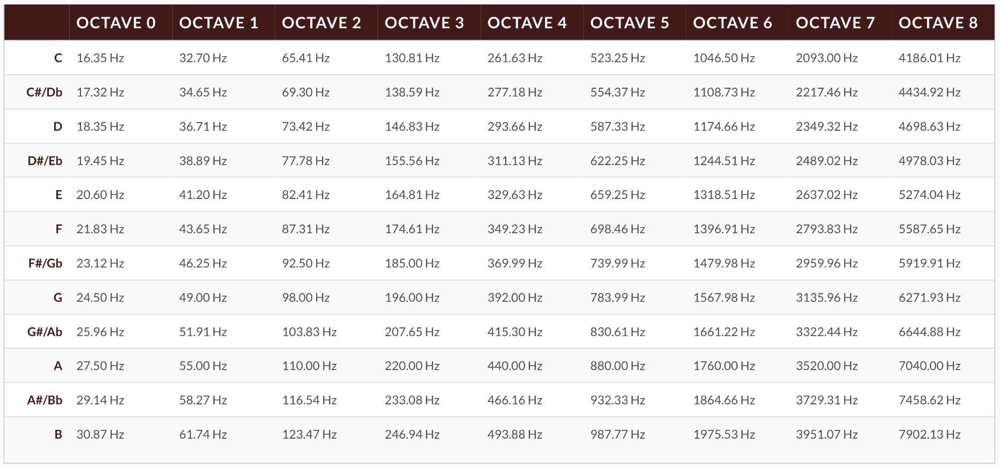 OCTAVE 0 OCTAVE 1 OCTAVE 2 OCTAVE 3 OCTAVE 4 OCTAVE 5 OCTAVE 6 OCTAVE 7 OCTAVE 8
C 16.35 Hz 32.70 Hz 65.41 Hz 130.81 Hz 261.63 Hz 523.25 Hz 1046.50 Hz 2093.00 Hz 4186.01 Hz
C#/Db 17.32 Hz 34.65 Hz 69.30 Hz 138.59 Hz 277.18 Hz 554.37 Hz 1108.73 Hz 2217.46 Hz 4434.92 Hz
D 18.35 Hz 36.71 Hz 73.42 Hz 146.83 Hz 293.66 Hz 587.33 Hz 1174.66 Hz 2349.32 Hz 4698.63 Hz
D#/Eb 19.45 Hz 38.89 Hz 77.78 Hz 155.56 Hz 311.13 Hz 622.25 Hz 1244.51 Hz 2489.02 Hz 4978.03 Hz
E 20.60 Hz 41.20 Hz 82.41 Hz 164.81 Hz 329.63 Hz 659.25 Hz 1318.51 Hz 2637.02 Hz 5274.04 Hz
F 21.83 Hz 43.65 Hz 87.31 Hz 174.61 Hz 349.23 Hz 698.46 Hz 1396.91 Hz 2793.83 Hz 5587.65 Hz
F#/Gb 23.12 Hz 46.25 Hz 92.50 Hz 185.00 Hz 369.99 Hz 739.99 Hz 1479.98 Hz 2959.96 Hz 5919.91 Hz
G 24.50 Hz 49.00 Hz 98.00 Hz 196.00 Hz 392.00 Hz 783.99 Hz 1567.98 Hz 3135.96 Hz 6271.93 Hz
G#/Ab 25.96 Hz 51.91 Hz 103.83 Hz 207.65 Hz 415.30 Hz 830.61 Hz 1661.22 Hz 3322.44 Hz 6644.88 Hz
A 27.50 Hz 55.00 Hz 110.00 Hz 220.00 Hz 440.00 Hz 880.00 Hz 1760.00 Hz 3520.00 Hz 7040.00 Hz
A#/Bb 29.14 Hz 58.27 Hz 116.54 Hz 233.08 Hz 466.16 Hz 932.33 Hz 1864.66 Hz 3729.31 Hz 7458.62 Hz
B 30.87 Hz 61.74 Hz 123.47 Hz 246.94 Hz 493.88 Hz 987.77 Hz 1975.53 Hz 3951.07 Hz 7902.13 Hz